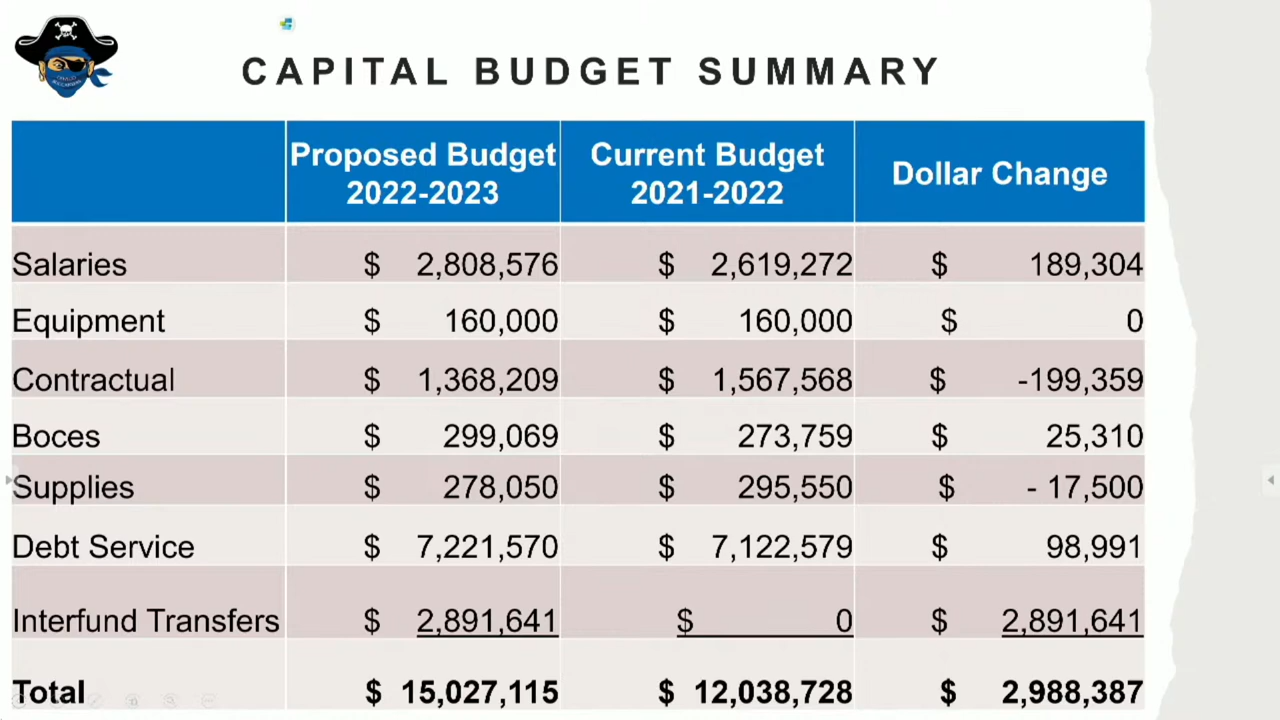 CAPITAL BUDGET SUMMARY
Proposed Budget 2022-2023 Current Budget 2021-2022 Dollar Change
Salaries $ 2,808,576 $ 2,619,272 $ 189,304
Equipment $ 160,000 $ 160,000 $ 0
Contractual $ 1,368,209 $ 1,567,568 $ -199,359
Boces $ 299,069 $ 273,759 $ 25,310
Supplies $ 278,050 $ 295,550 $ - 17,500
Debt Service $ 7,221,570 $ 7,122,579 $ 98,991
Interfund Transfers $ 2,891,641 $ 0 $ 2,891,641
Total $ 15,027,115 $ 12,038,728 $ 2,988,387